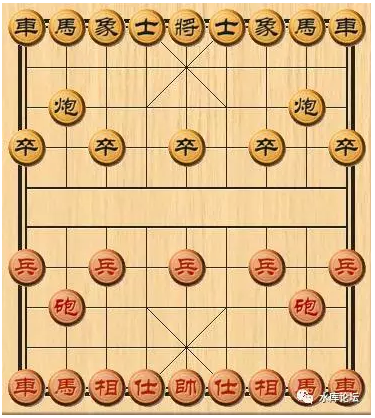 車馬象士將士象馬車
炮炮
卒卒卒卒卒
兵兵兵兵兵
砲砲
車馬相仕帥仕相馬車
水库论坛